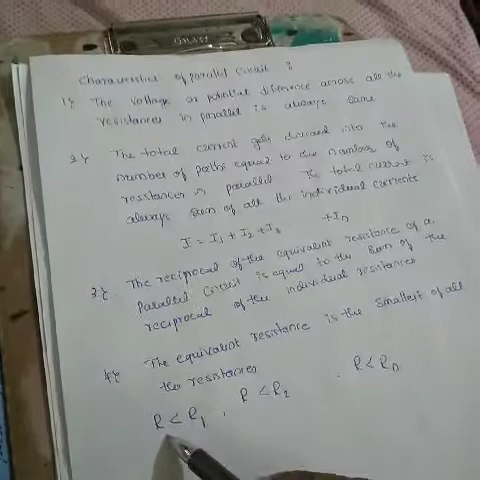 Characteristics of parallel circuit :
1} The voltage or potential difference across all the
resistances in parallel is always same
2} The total current gets divided into the
number of paths equal to the number of
resistances in parallel The total current is
always sum of all the individual currents
I = I1 + I2 + I3 +In
3} The reciprocal of the equivalent resistance of a
Parallel Circuit is equal to the sum of the
reciprocal of the individual resistances
4} The equivalent resistance is the smallest of all
the resistances
R < R1 , R < R2 . R < Rn